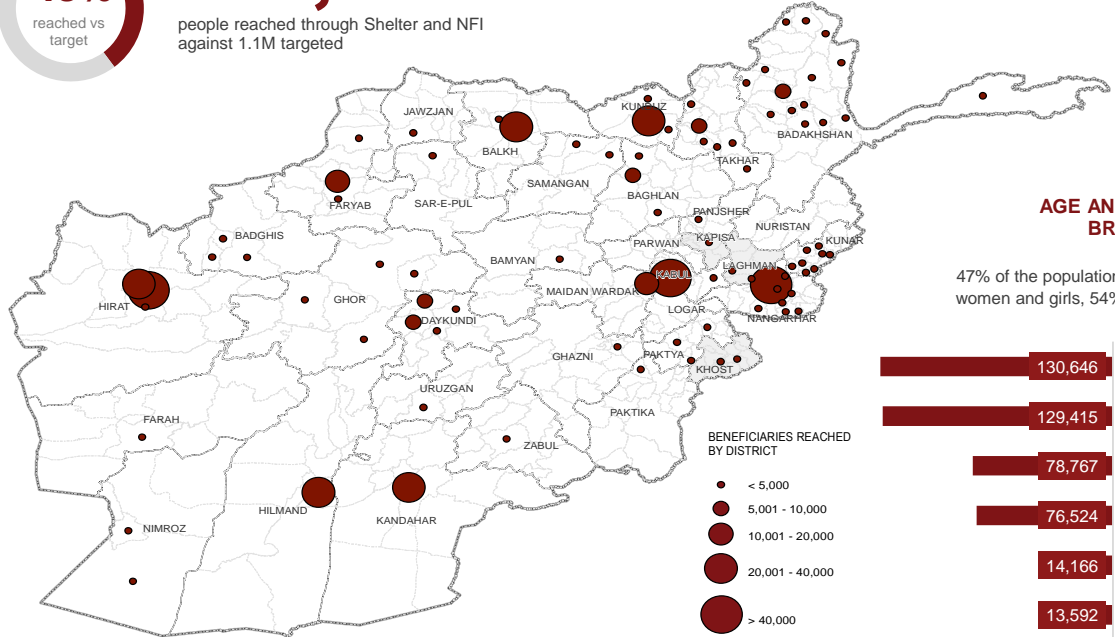 reached vs
target
people reached through Shelter and NFI
against 1.1M targeted
JAWZJAN
KUNDUZ
BALKH
BADAKHSHAN
TAKHAR
SAMANGAN
FARYAB
SAR-E-PUL
BAGHLAN
PANJSHER
NURISTAN
KAPISA
KUNAR
BADGHIS
PARWAN
BAMYAN
LAGHMAN
KABUL
HIRAT
GHOR
MAIDAN WARDAK
LOGAR
NANGARHAR
DAYKUNDI
GHAZNI
PAKTYA
KHOST
URUZGAN
PAKTIKA
FARAH
ZABUL
HILMAND
KANDAHAR
NIMROZ
BENEFICIARIES REACHED
BY DISTRICT
< 5,000
5,001 - 10,000
10,001 - 20,000
20,001 - 40,000
> 40,000
AGE AN
BR
47% of the population
women and girls, 54%
130,646
129,415
78,767
76,524
14,166
13,592